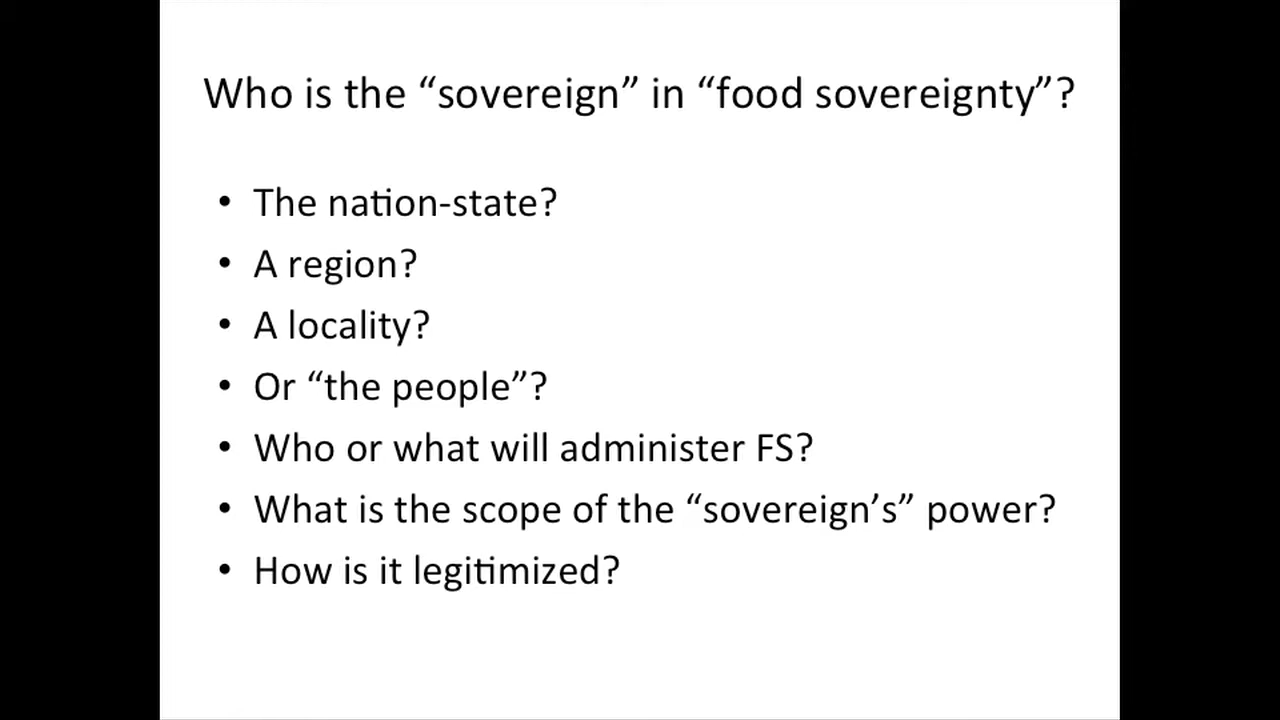 Who is the “sovereign” in “food sovereignty”?
• The nation-state?
• A region?
• A locality?
• Or “the people”?
• Who or what will administer FS?
• What is the scope of the “sovereign’s” power?
• How is it legitimized?